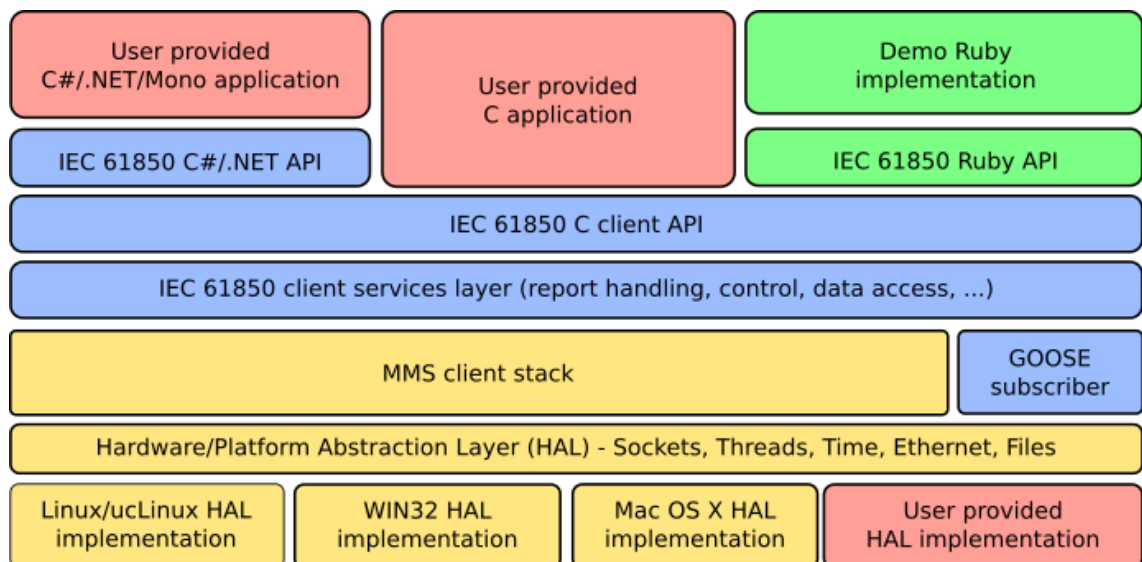 User provided
C#/.NET/Mono application
User provided
C application
Demo Ruby
implementation
IEC 61850 C#/.NET API
IEC 61850 Ruby API
IEC 61850 C client API
IEC 61850 client services layer (report handling, control, data access, ...)
MMS client stack
GOOSE
subscriber
Hardware/Platform Abstraction Layer (HAL) - Sockets, Threads, Time, Ethernet, Files
Linux/ucLinux HAL
implementation
WIN32 HAL
implementation
Mac OS X HAL
implementation
User provided
HAL implementation